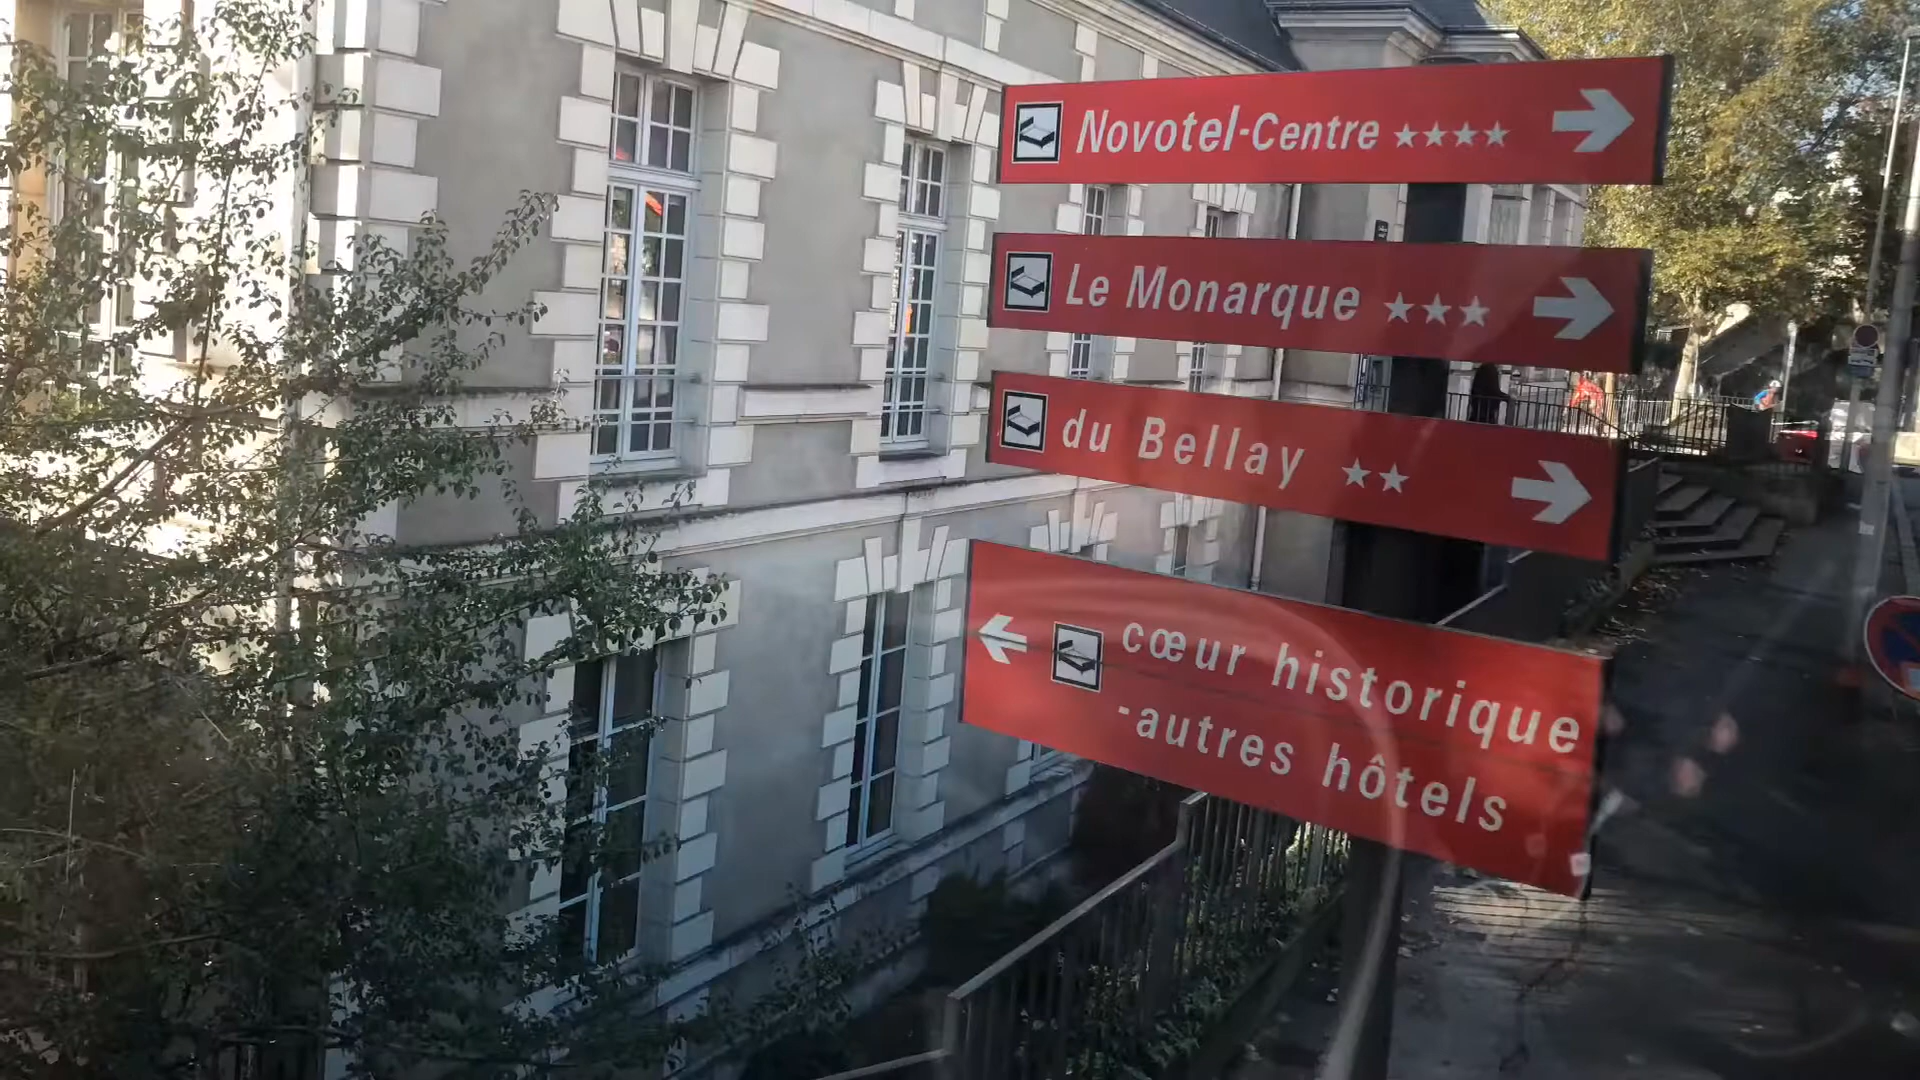 Novotel-Centre ★★★★
Le Monarque ★★★
du Bellay ★★
cœur historique
-autres hôtels